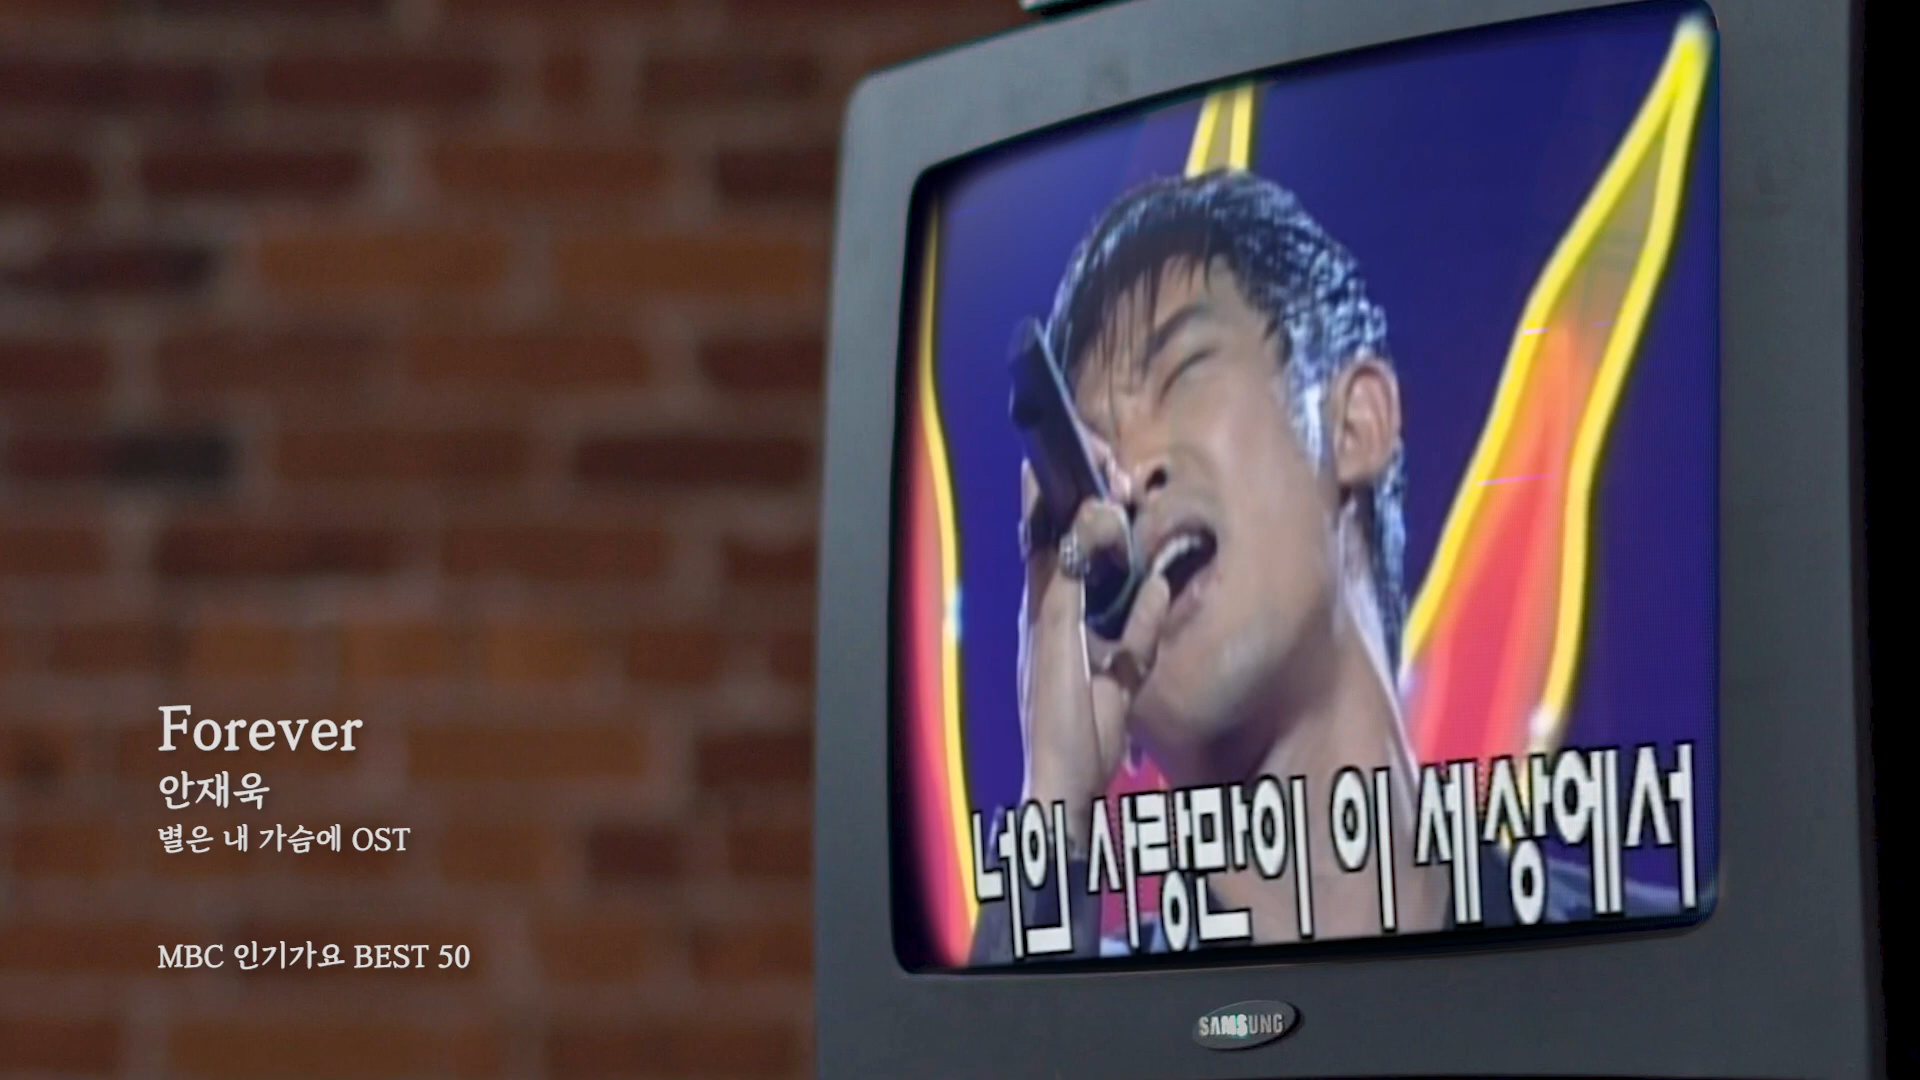 너의 사랑만이 이 세상에서
SAMSUNG
Forever
안재욱
별은 내 가슴에 OST
MBC 인기가요 BEST 50